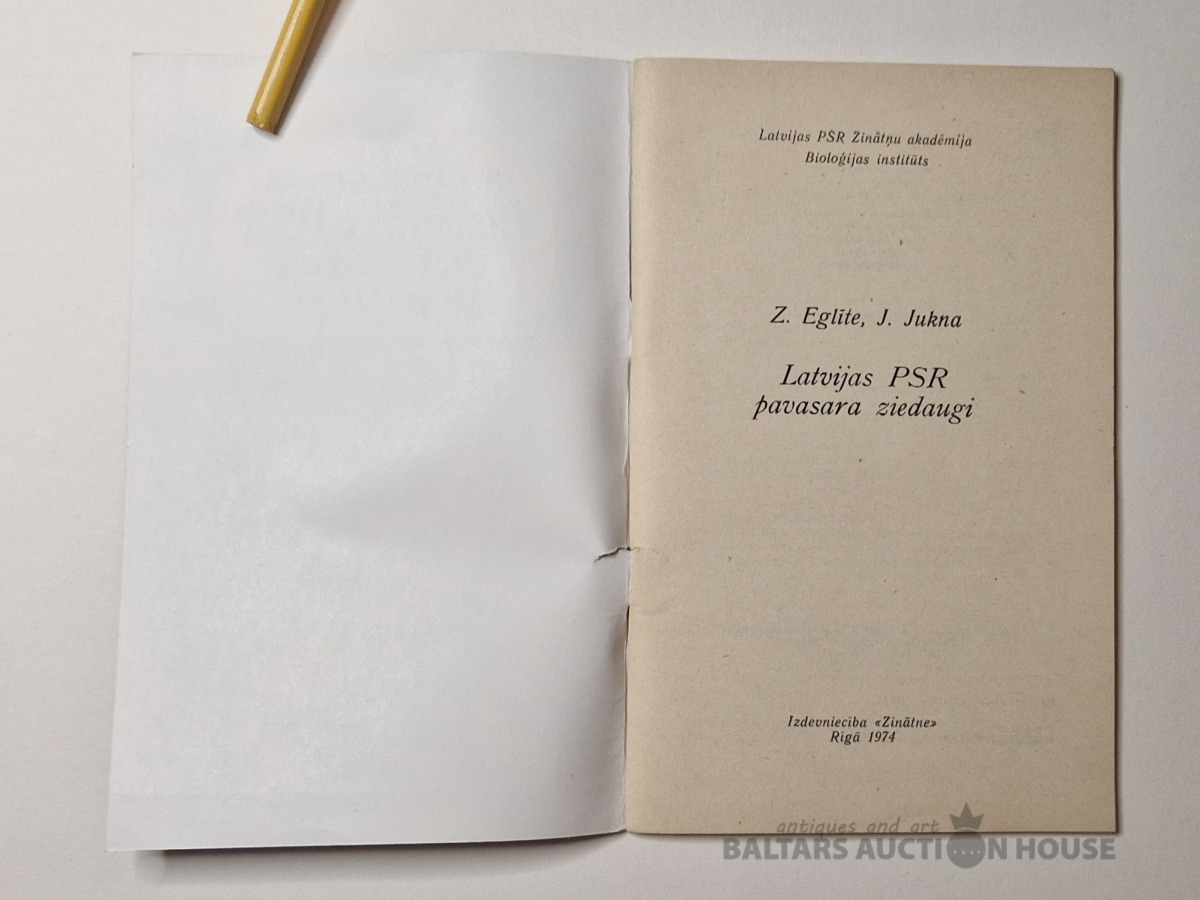 Latvijas PSR Zinātņu akadēmija
Bioloģijas institūts
Z. Eglīte, J. Jukna
Latvijas PSR
pavasara ziedaugi
Izdevniecība «Zinātne»
Rīgā 1974
antiques and art
BALTARS AUCTION HOUSE